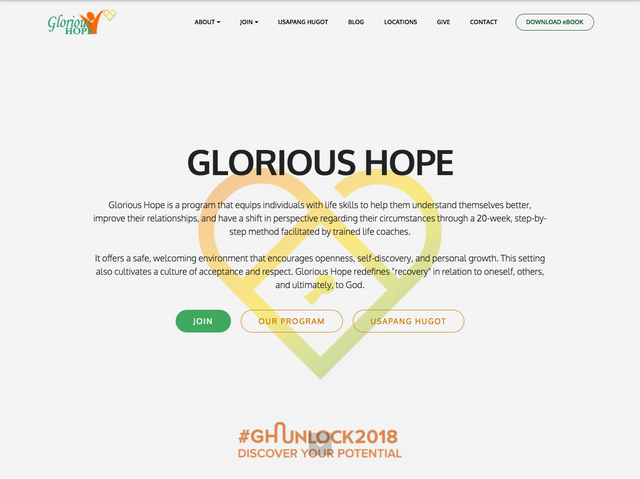 Glorious
HOPE
ABOUT JOIN USAPANG HUGOT BLOG LOCATIONS GIVE CONTACT DOWNLOAD eBOOK
GLORIOUS HOPE
Glorious Hope is a program that equips individuals with life skills to help them understand themselves better,
improve their relationships, and have a shift in perspective regarding their circumstances through a 20-week, step-by-
step method facilitated by trained life coaches.
It offers a safe, welcoming environment that encourages openness, self-discovery, and personal growth. This setting
also cultivates a culture of acceptance and respect. Glorious Hope redefines "recovery" in relation to oneself, others,
and ultimately, to God.
JOIN OUR PROGRAM USAPANG HUGOT
#GHUNLOCK2018
DISCOVER YOUR POTENTIAL